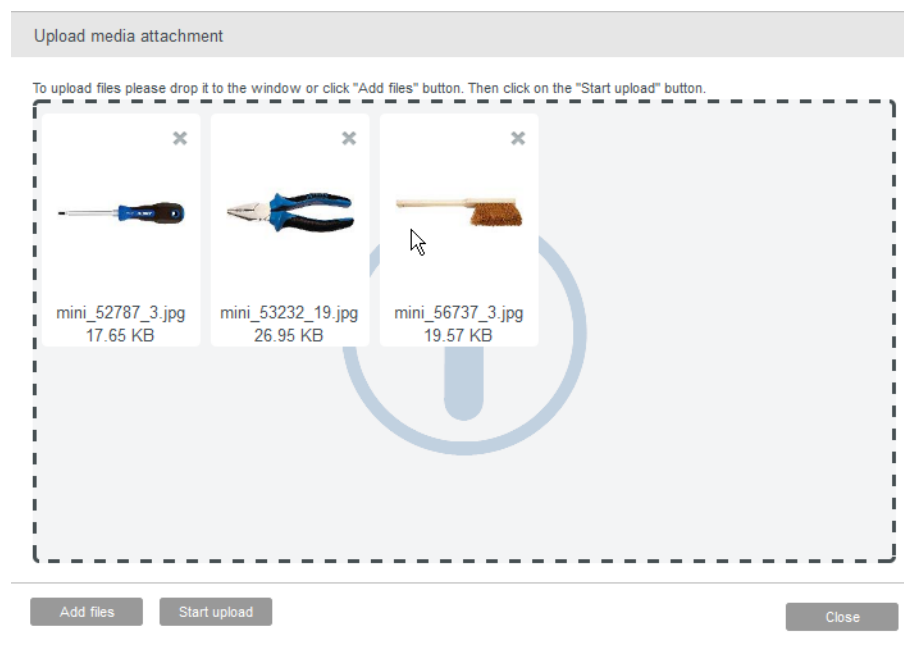 Upload media attachment
To upload files please drop it to the window or click "Add files" button. Then click on the "Start upload" button.
mini_52787_3.jpg
17.65 KB
mini_53232_19.jpg
26.95 KB
mini_56737_3.jpg
19.57 KB
Add files
Start upload
Close